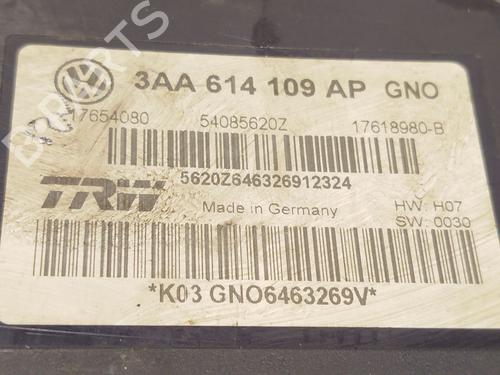 3AA 614 109 AP GNO
17654080 54085620Z 17618980-B
5620Z646326912324
TRW
Made in Germany
HW: H07
SW: 0030
*K03 GNO6463269V*